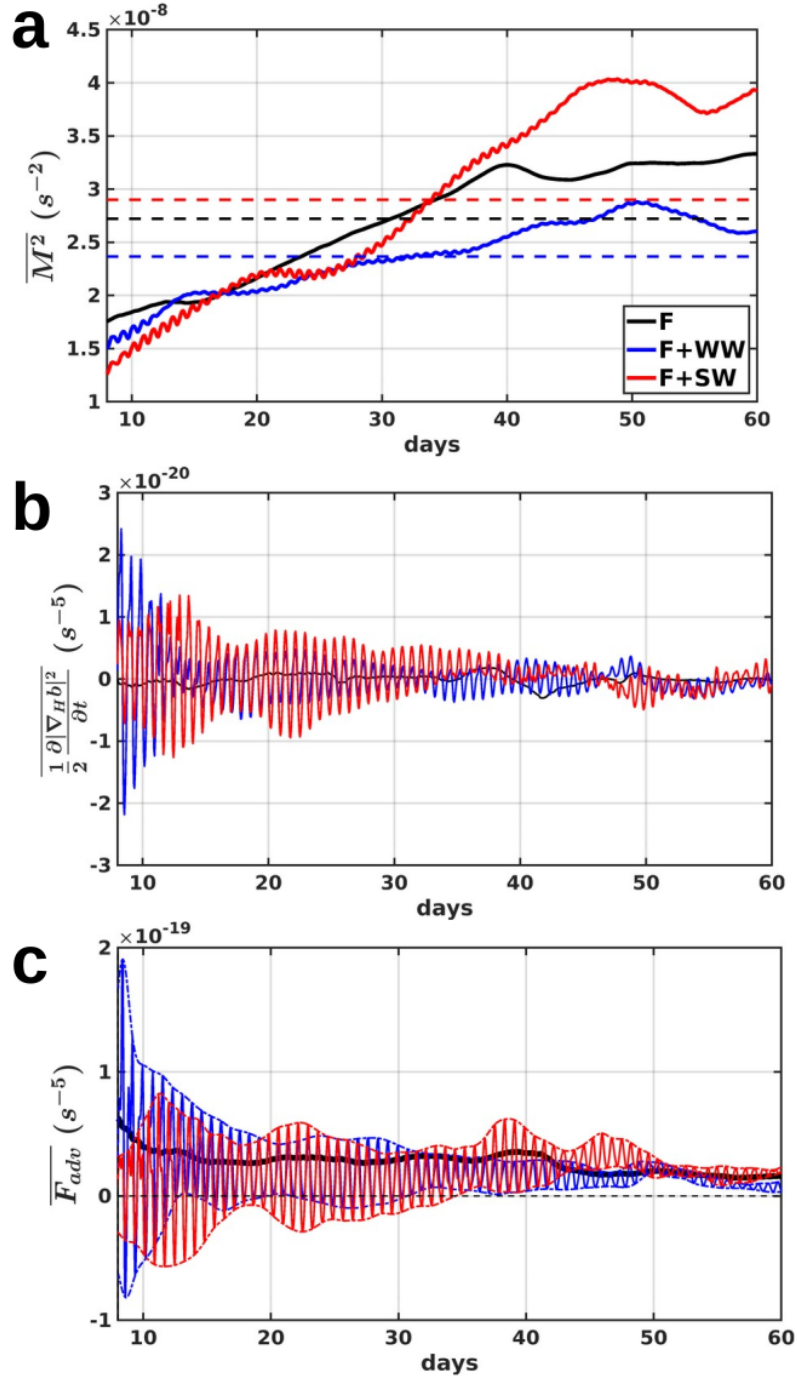 a
×10⁻⁸
4.5
4
3.5
3
2.5
2
1.5
1
M̅²̅ (s⁻²)
F
F+WW
F+SW
10 20 30 40 50 60
days
b
×10⁻²⁰
3
2
1
0
-1
-2
-3
1/2 ∂|∇_H b|²/∂t (s⁻⁵)
10 20 30 40 50 60
days
c
×10⁻¹⁹
2
1
0
-1
F_adv (s⁻⁵)
10 20 30 40 50 60
days